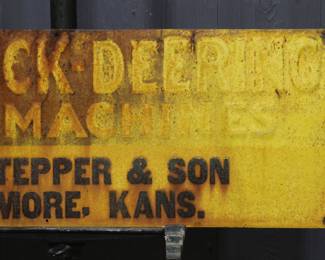 CK-DEERING
MACHINES
TEPPER & SON
MORE, KANS.